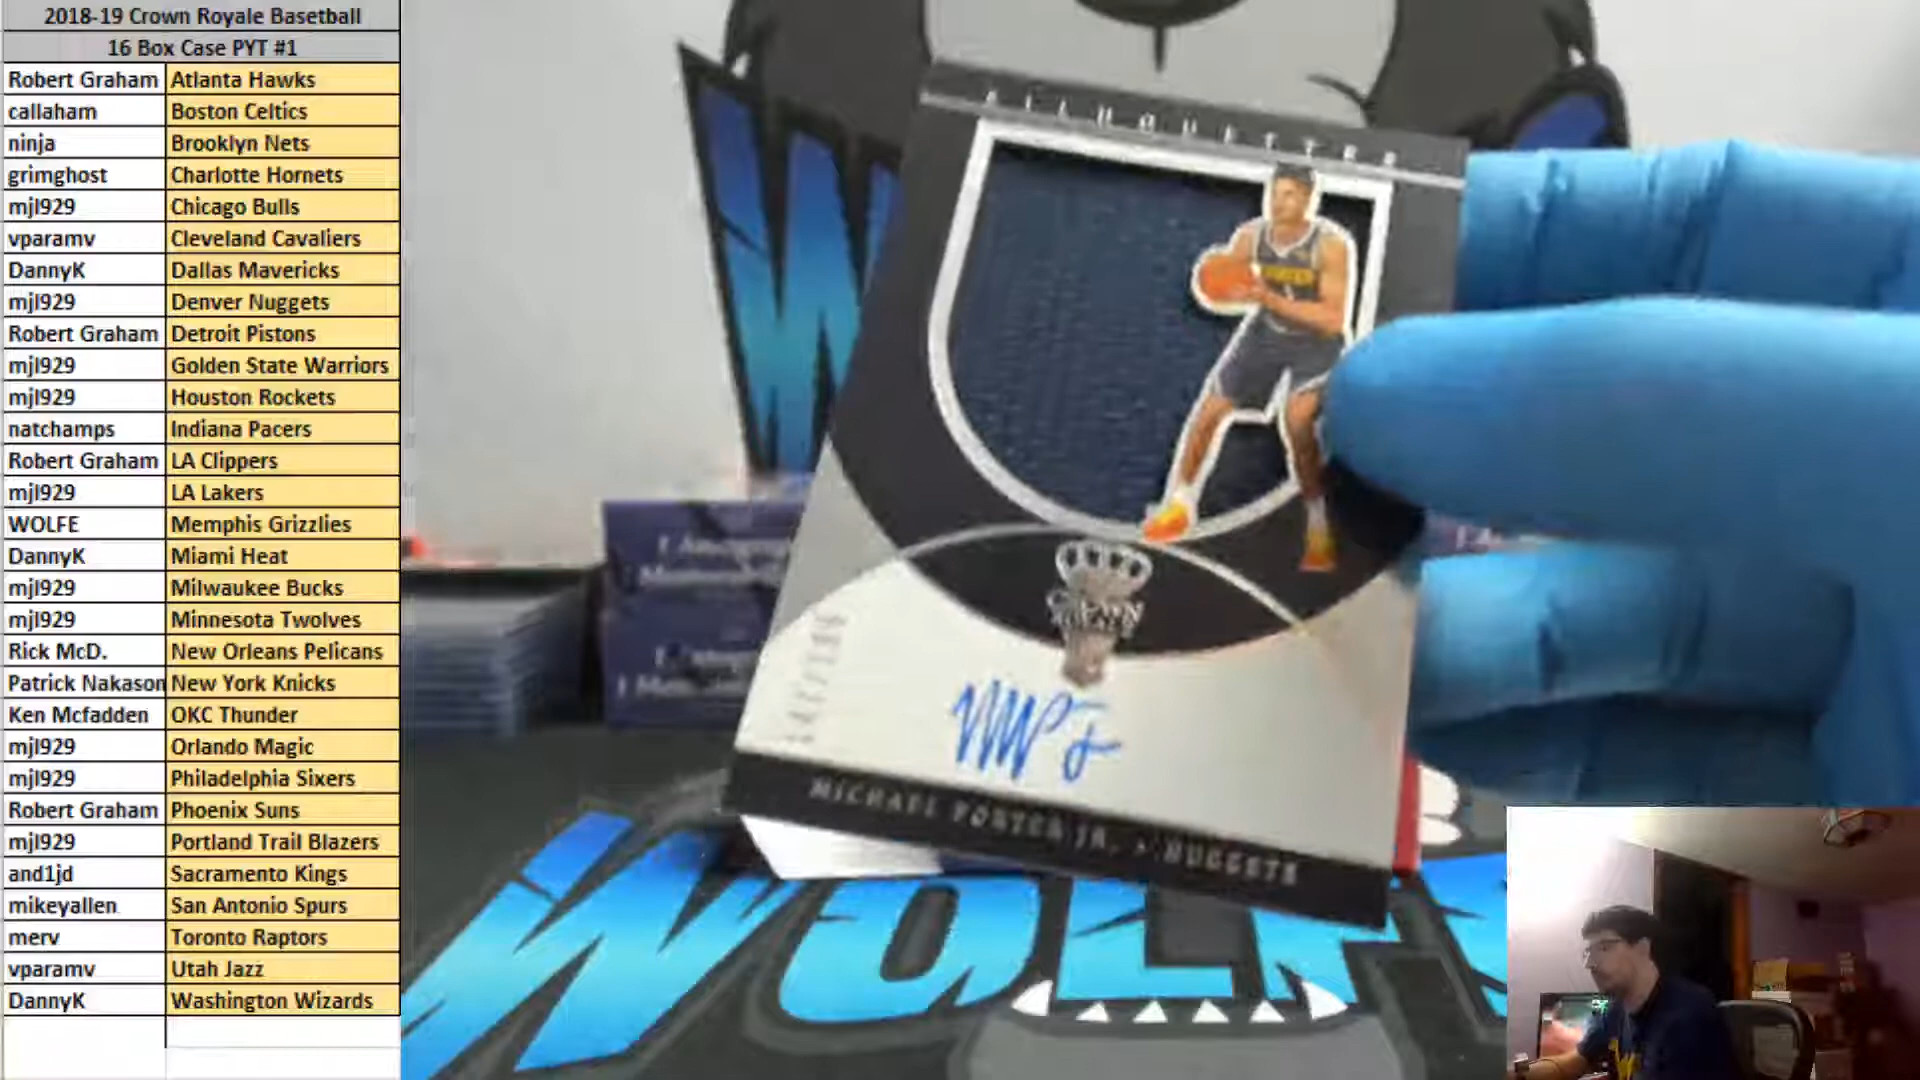 2018-19 Crown Royale Basetball
16 Box Case PYT #1
Robert Graham Atlanta Hawks
callaham Boston Celtics
ninja Brooklyn Nets
grimghost Charlotte Hornets
mjl929 Chicago Bulls
vparamv Cleveland Cavaliers
DannyK Dallas Mavericks
mjl929 Denver Nuggets
Robert Graham Detroit Pistons
mjl929 Golden State Warriors
mjl929 Houston Rockets
natchamps Indiana Pacers
Robert Graham LA Clippers
mjl929 LA Lakers
WOLFE Memphis Grizzlies
DannyK Miami Heat
mjl929 Milwaukee Bucks
mjl929 Minnesota Twolves
Rick McD. New Orleans Pelicans
Patrick Nakason New York Knicks
Ken Mcfadden OKC Thunder
mjl929 Orlando Magic
mjl929 Philadelphia Sixers
Robert Graham Phoenix Suns
mjl929 Portland Trail Blazers
and1jd Sacramento Kings
mikeyallen San Antonio Spurs
merv Toronto Raptors
vparamv Utah Jazz
DannyK Washington Wizards
SILHOUETTES
CROWN
ROYALE
MICHAEL PORTER JR. › NUGGETS